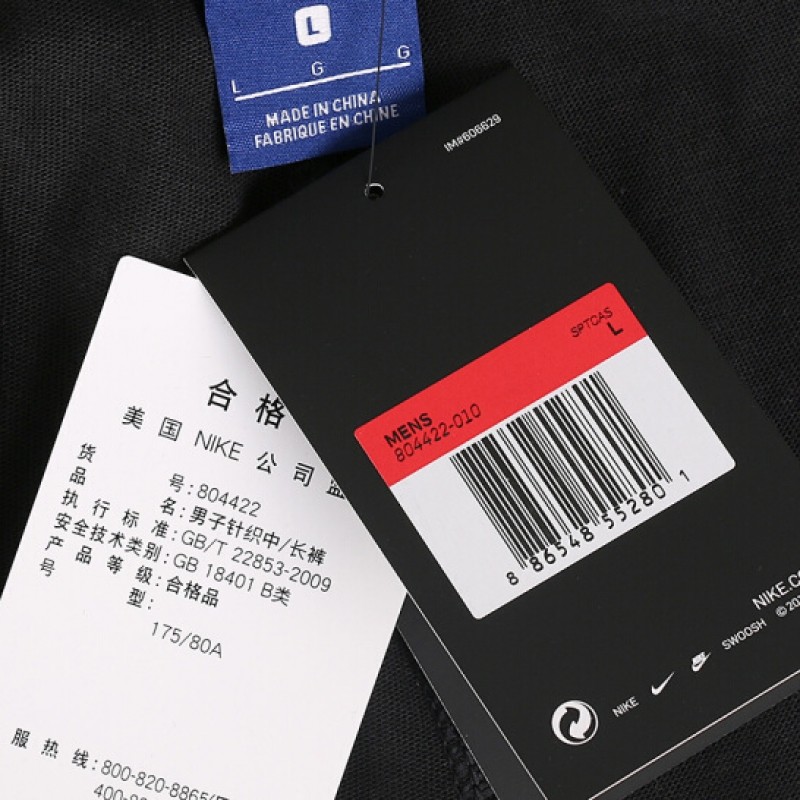 L
L G G
MADE IN CHINA
FABRIQUE EN CHINE
IM#606629
SPTCAS
L
MENS
804422-010
8 86548 55280 1
NIKE.
SWOOSH
NIKE
合格
美国 NIKE 公司
货号:804422
品名:男子针织中/长裤
执行标准:GB/T 22853-2009
安全技术类别:GB 18401 B类
产品等级:合格品
号型:
175/80A
服热线:800-820-8865/